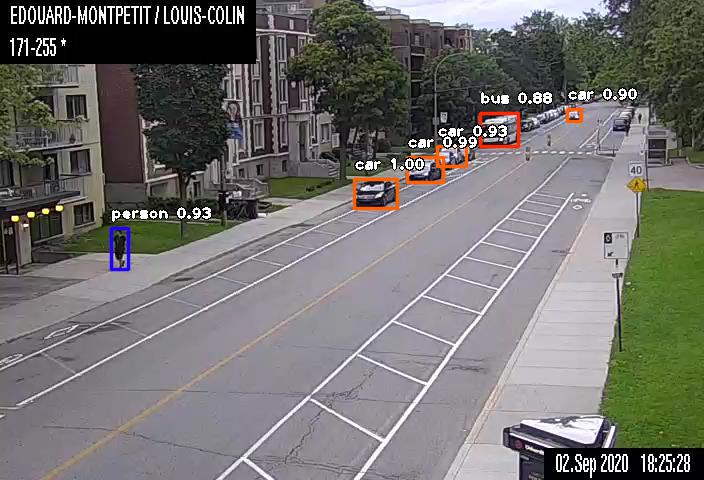 EDOUARD-MONTPETIT / LOUIS-COLIN
171-255 *
bus 0.88
car 0.90
car 0.93
car 0.99
car 1.00
person 0.93
40
02.Sep 2020 18:25:28